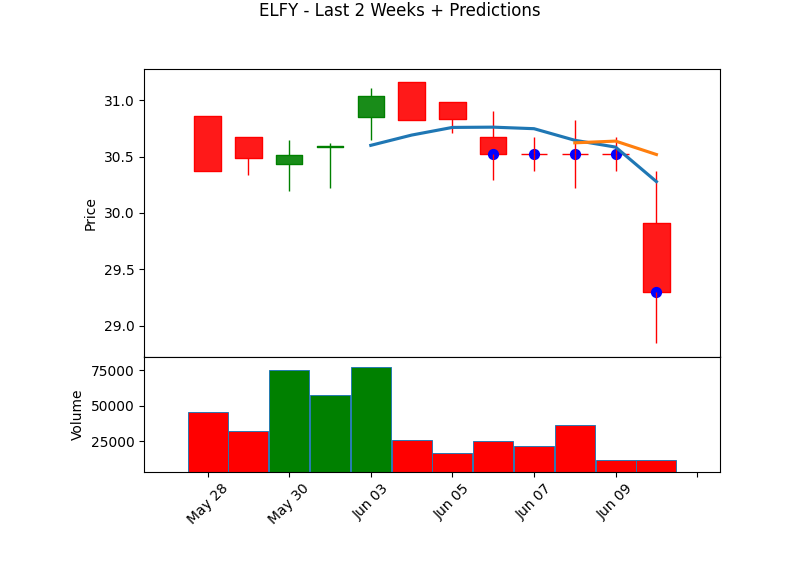 ELFY - Last 2 Weeks + Predictions
Price
31.0
30.5
30.0
29.5
29.0
Volume
75000
50000
25000
May 28
May 30
Jun 03
Jun 05
Jun 07
Jun 09